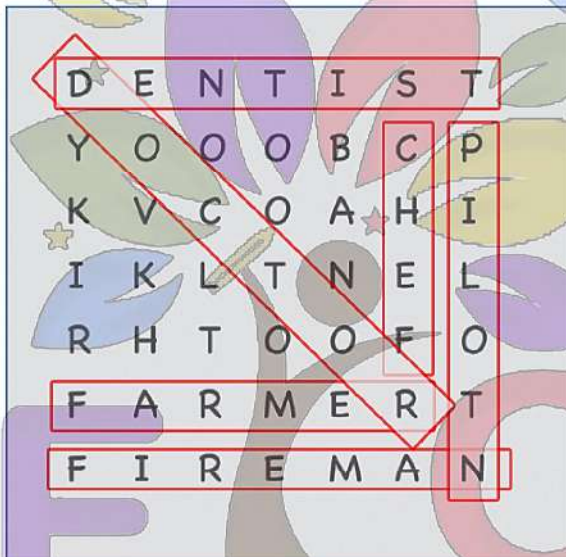 D E N T I S T
Y O O O B C P
K V C O A H I
I K L T N E L
R H T O O F O
F A R M E R T
F I R E M A N